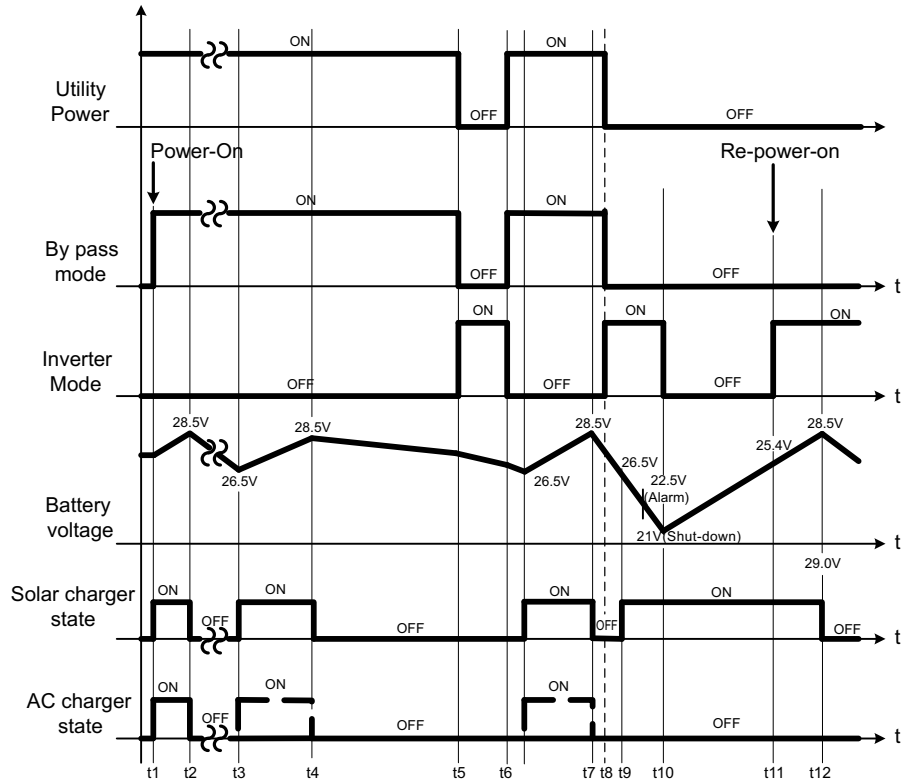 ON
ON
Utility
Power
OFF
OFF
Power-On
Re-power-on
ON
ON
By pass
mode
OFF
OFF
t
ON
ON
ON
Inverter
Mode
OFF
OFF
OFF
t
28.5V
28.5V
28.5V
28.5V
25.4V
26.5V
26.5V
26.5V
22.5V
(Alarm)
Battery
voltage
21V(Shut-down)
t
29.0V
ON
ON
ON
ON
Solar charger
state
OFF
OFF
OFF
OFF
t
ON
ON
ON
AC charger
state
OFF
OFF
OFF
t
t1 t2 t3 t4 t5 t6 t7 t8 t9 t10 t11 t12